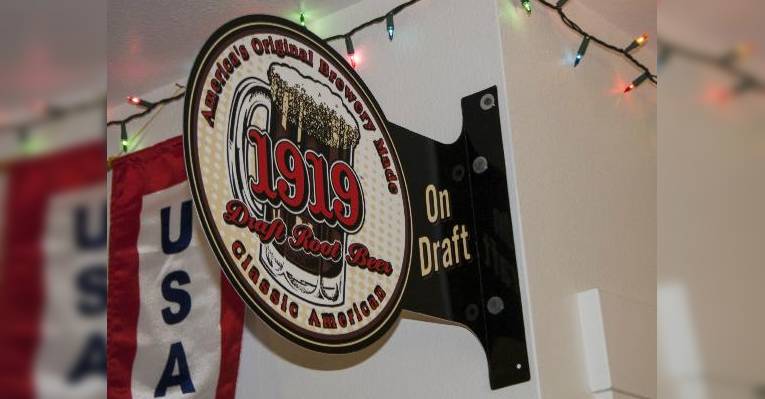 America's Original Brewery Made
1919
Draft Root Beer
Classic American
On
Draft
USA